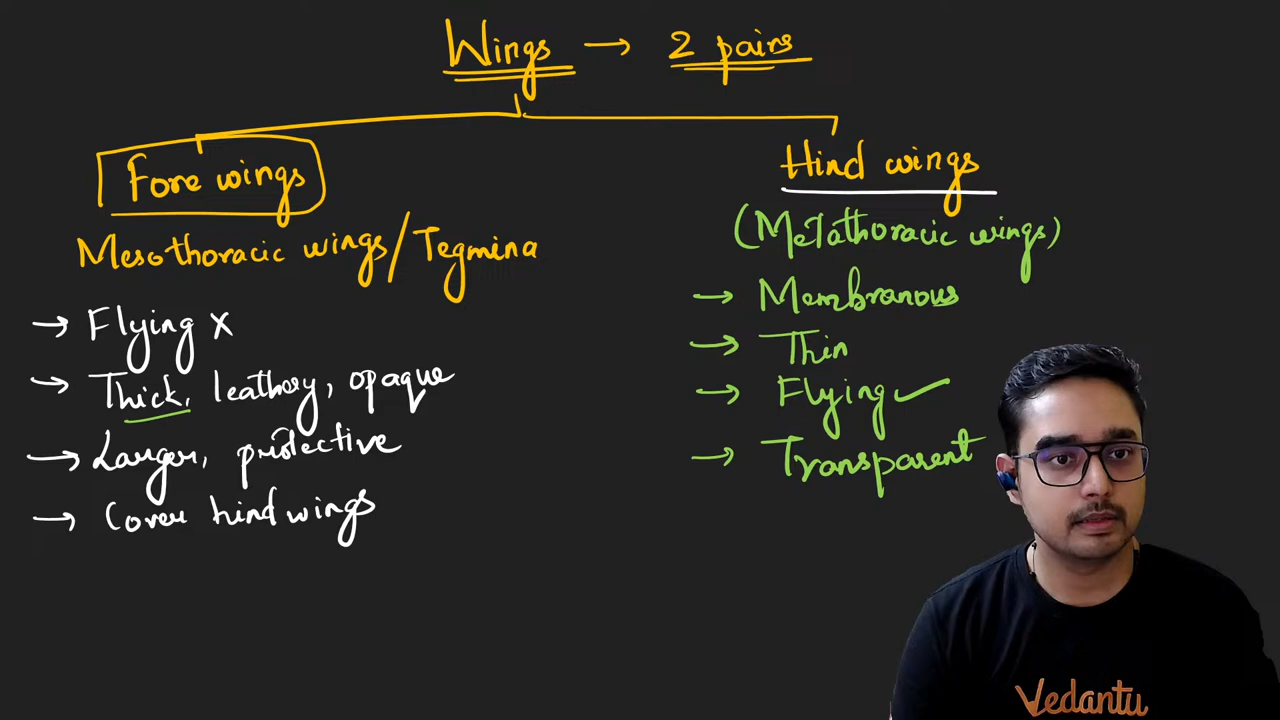 Wings → 2 pairs
Fore wings
Mesothoracic wings/Tegmina
→ Flying x
→ Thick, leathery, opaque
→ Larger, protective
→ Cover hind wings
Hind wings
(Metathoracic wings)
→ Membranous
→ Thin
→ Flying ✓
→ Transparent
Vedantu